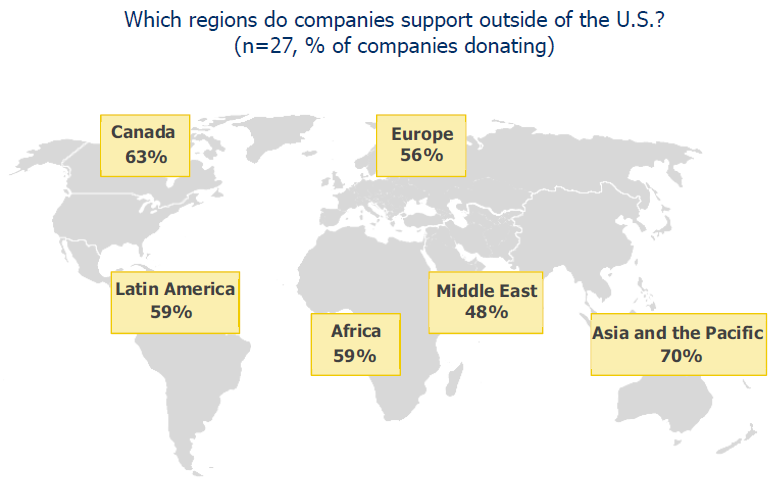 Which regions do companies support outside of the U.S.?
(n=27, % of companies donating)
Canada
63%
Europe
56%
Latin America
59%
Middle East
48%
Africa
59%
Asia and the Pacific
70%